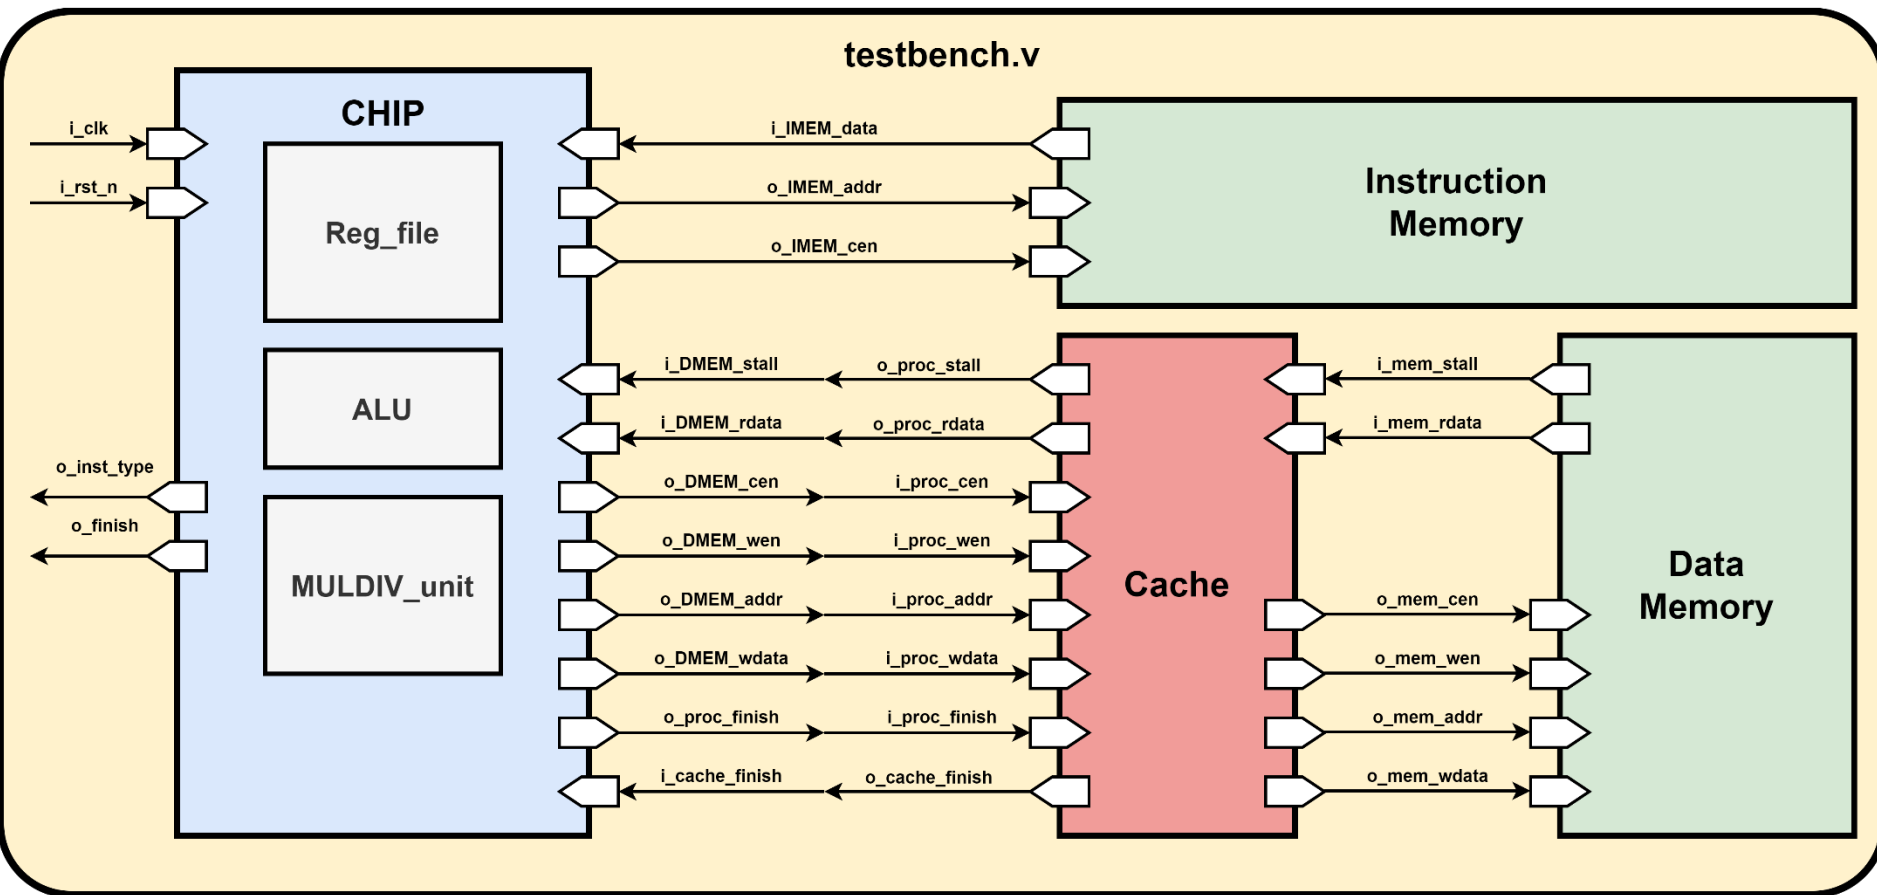 testbench.v
CHIP
i_clk
i_rst_n
Reg_file
ALU
MULDIV_unit
o_inst_type
o_finish
i_IMEM_data
o_IMEM_addr
o_IMEM_cen
Instruction
Memory
i_DMEM_stall
o_proc_stall
i_DMEM_rdata
o_proc_rdata
o_DMEM_cen
i_proc_cen
o_DMEM_wen
i_proc_wen
o_DMEM_addr
i_proc_addr
o_DMEM_wdata
i_proc_wdata
o_proc_finish
i_proc_finish
i_cache_finish
o_cache_finish
Cache
i_mem_stall
i_mem_rdata
o_mem_cen
o_mem_wen
o_mem_addr
o_mem_wdata
Data
Memory